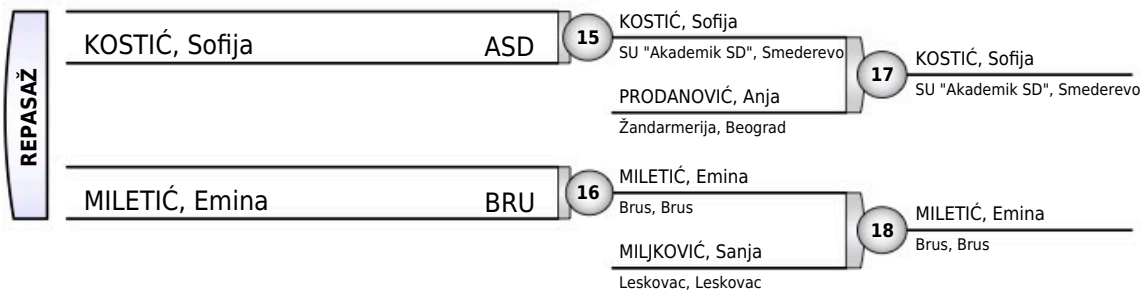 REPASAŽ
KOSTIĆ, Sofija ASD
15
KOSTIĆ, Sofija
SU "Akademik SD", Smederevo
PRODANOVIĆ, Anja
Žandarmerija, Beograd
17
KOSTIĆ, Sofija
SU "Akademik SD", Smederevo
MILETIĆ, Emina BRU
16
MILETIĆ, Emina
Brus, Brus
MILJKOVIĆ, Sanja
Leskovac, Leskovac
18
MILETIĆ, Emina
Brus, Brus